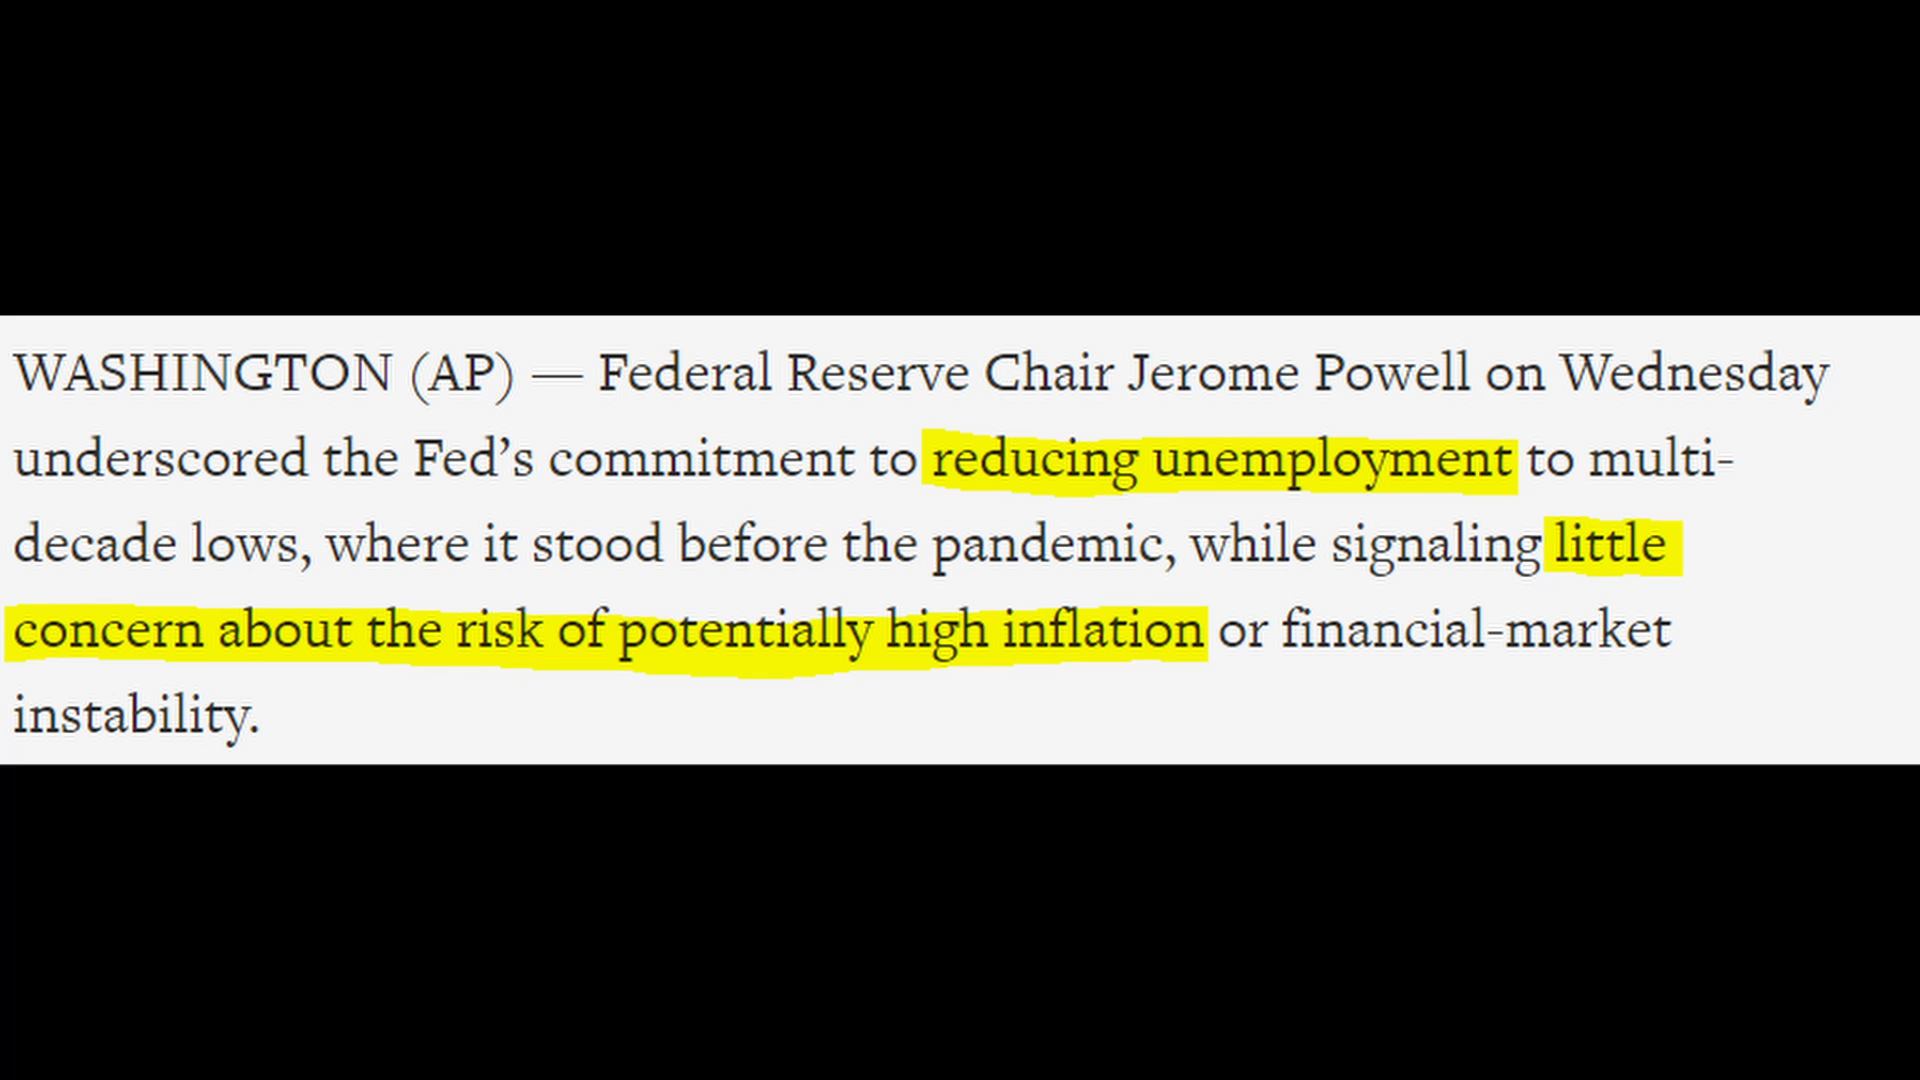 WASHINGTON (AP) — Federal Reserve Chair Jerome Powell on Wednesday
underscored the Fed’s commitment to reducing unemployment to multi-
decade lows, where it stood before the pandemic, while signaling little
concern about the risk of potentially high inflation or financial-market
instability.